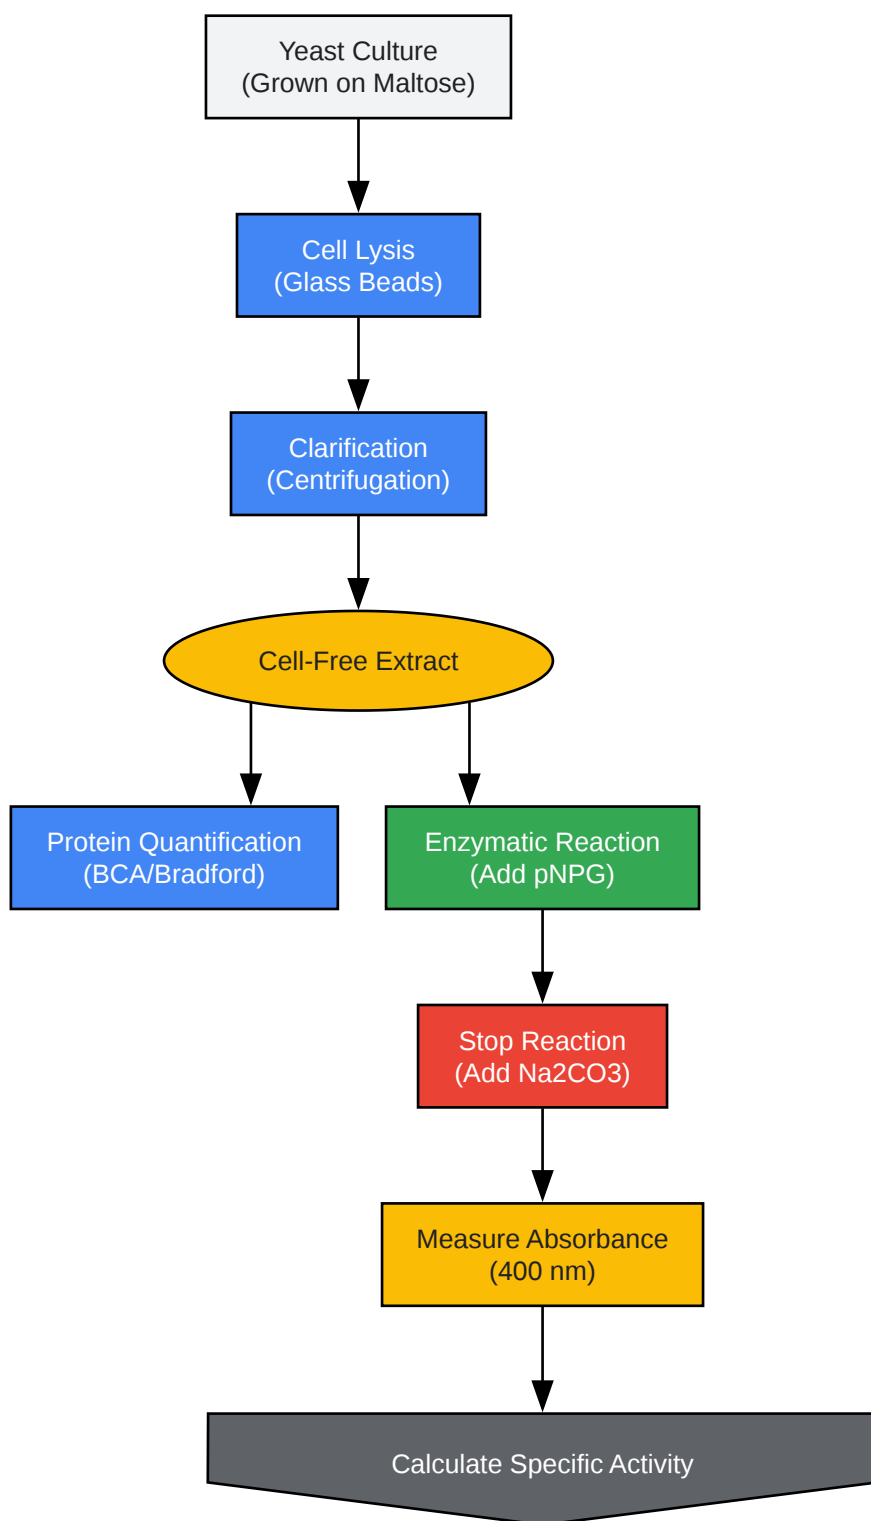 Yeast Culture
(Grown on Maltose)
Cell Lysis
(Glass Beads)
Clarification
(Centrifugation)
Cell-Free Extract
Protein Quantification
(BCA/Bradford)
Enzymatic Reaction
(Add pNPG)
Stop Reaction
(Add Na2CO3)
Measure Absorbance
(400 nm)
Calculate Specific Activity